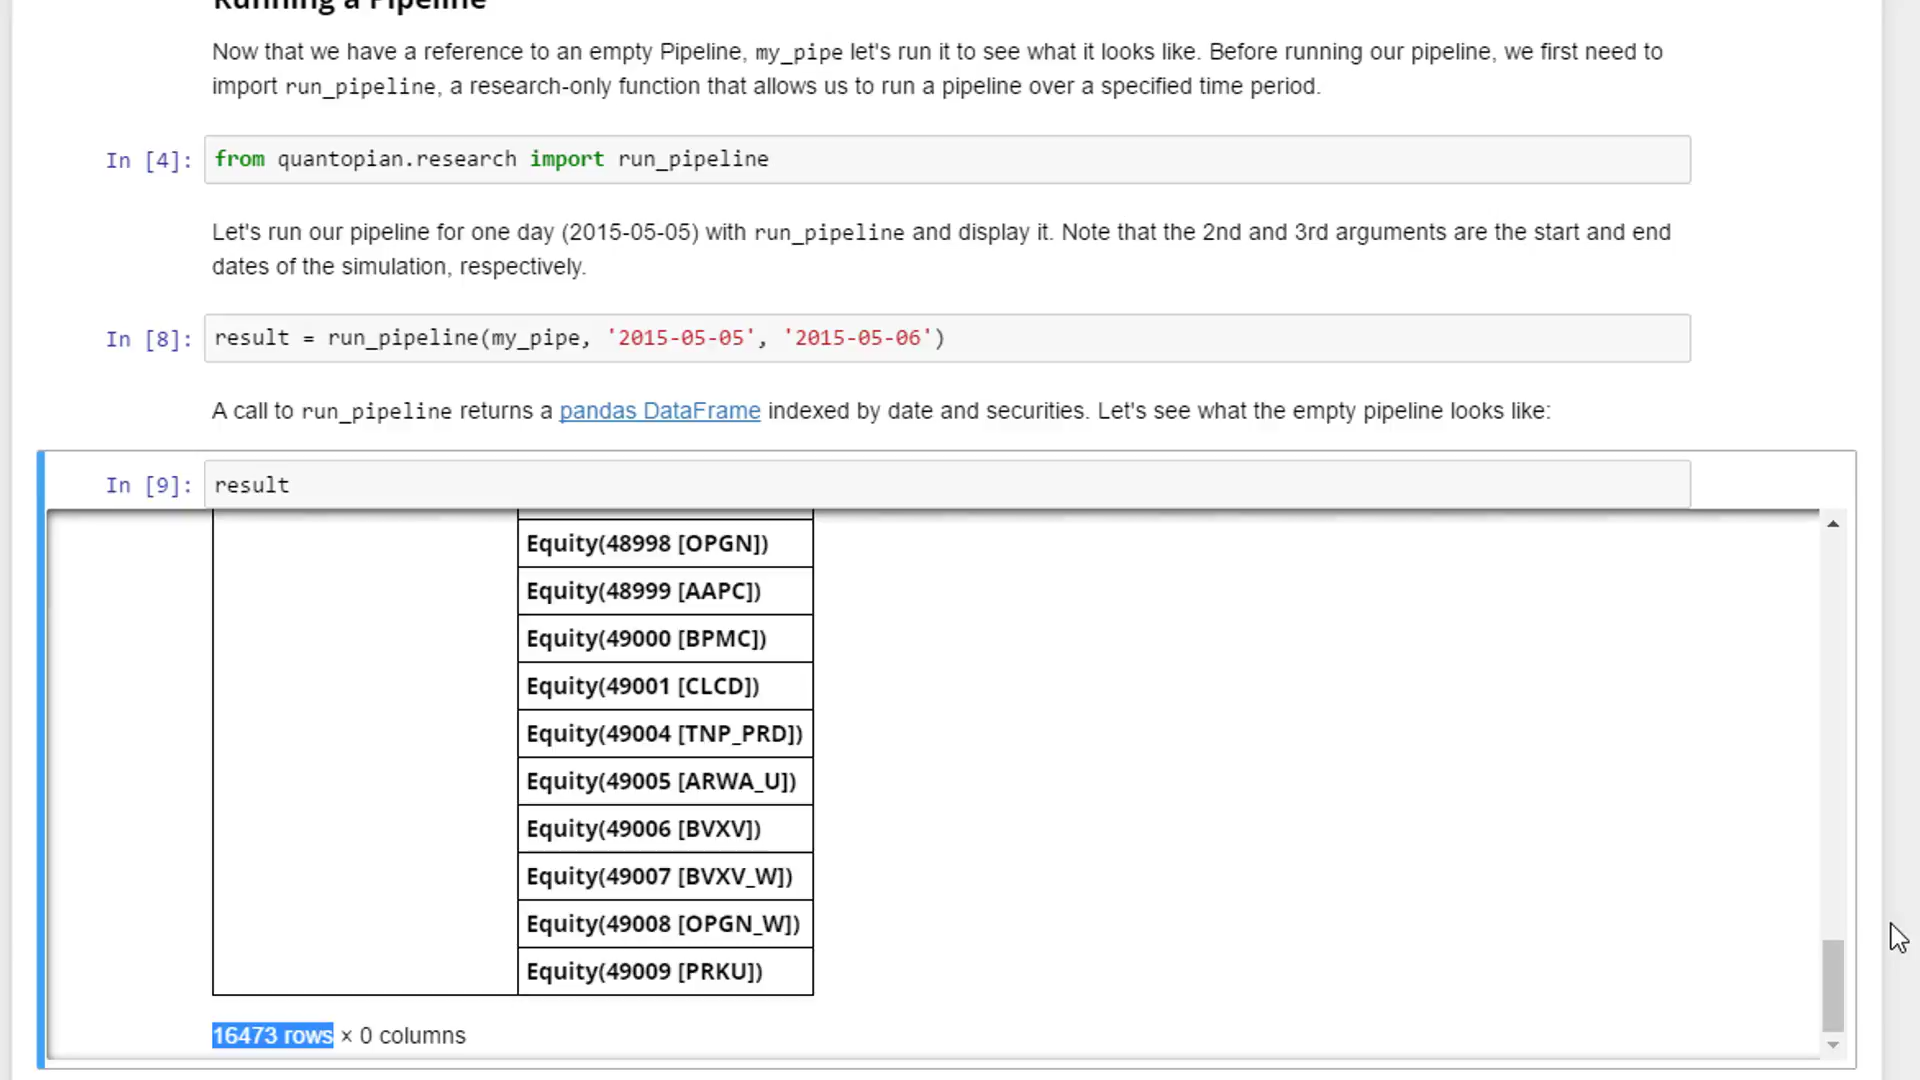 Running a Pipeline
Now that we have a reference to an empty Pipeline, my_pipe let's run it to see what it looks like. Before running our pipeline, we first need to
import run_pipeline, a research-only function that allows us to run a pipeline over a specified time period.
In [4]: from quantopian.research import run_pipeline
Let's run our pipeline for one day (2015-05-05) with run_pipeline and display it. Note that the 2nd and 3rd arguments are the start and end
dates of the simulation, respectively.
In [8]: result = run_pipeline(my_pipe, '2015-05-05', '2015-05-06')
A call to run_pipeline returns a pandas DataFrame indexed by date and securities. Let's see what the empty pipeline looks like:
In [9]: result
Equity(48998 [OPGN])
Equity(48999 [AAPC])
Equity(49000 [BPMC])
Equity(49001 [CLCD])
Equity(49004 [TNP_PRD])
Equity(49005 [ARWA_U])
Equity(49006 [BVXV])
Equity(49007 [BVXV_W])
Equity(49008 [OPGN_W])
Equity(49009 [PRKU])
16473 rows × 0 columns